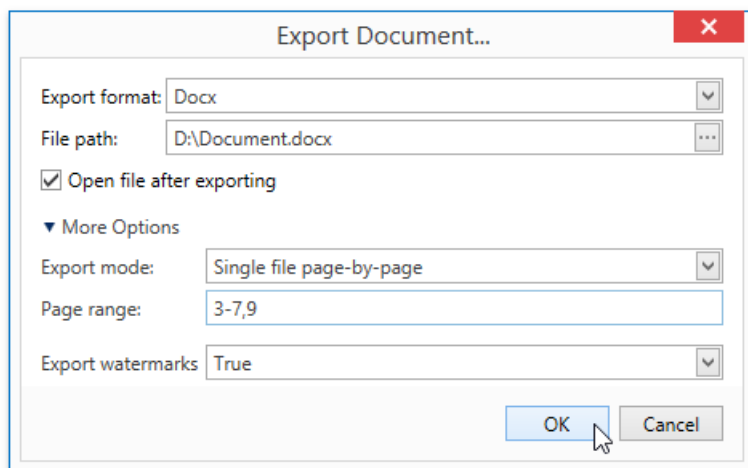 Export Document...
Export format: Docx
File path: D:\Document.docx
Open file after exporting
More Options
Export mode: Single file page-by-page
Page range: 3-7,9
Export watermarks True
OK Cancel